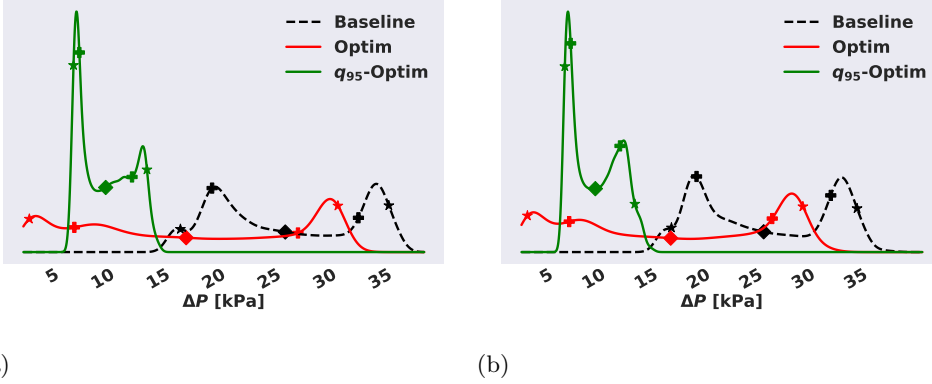 Baseline
Optim
q95-Optim
5 10 15 20 25 30 35
ΔP [kPa]
)
Baseline
Optim
q95-Optim
5 10 15 20 25 30 35
ΔP [kPa]
(b)